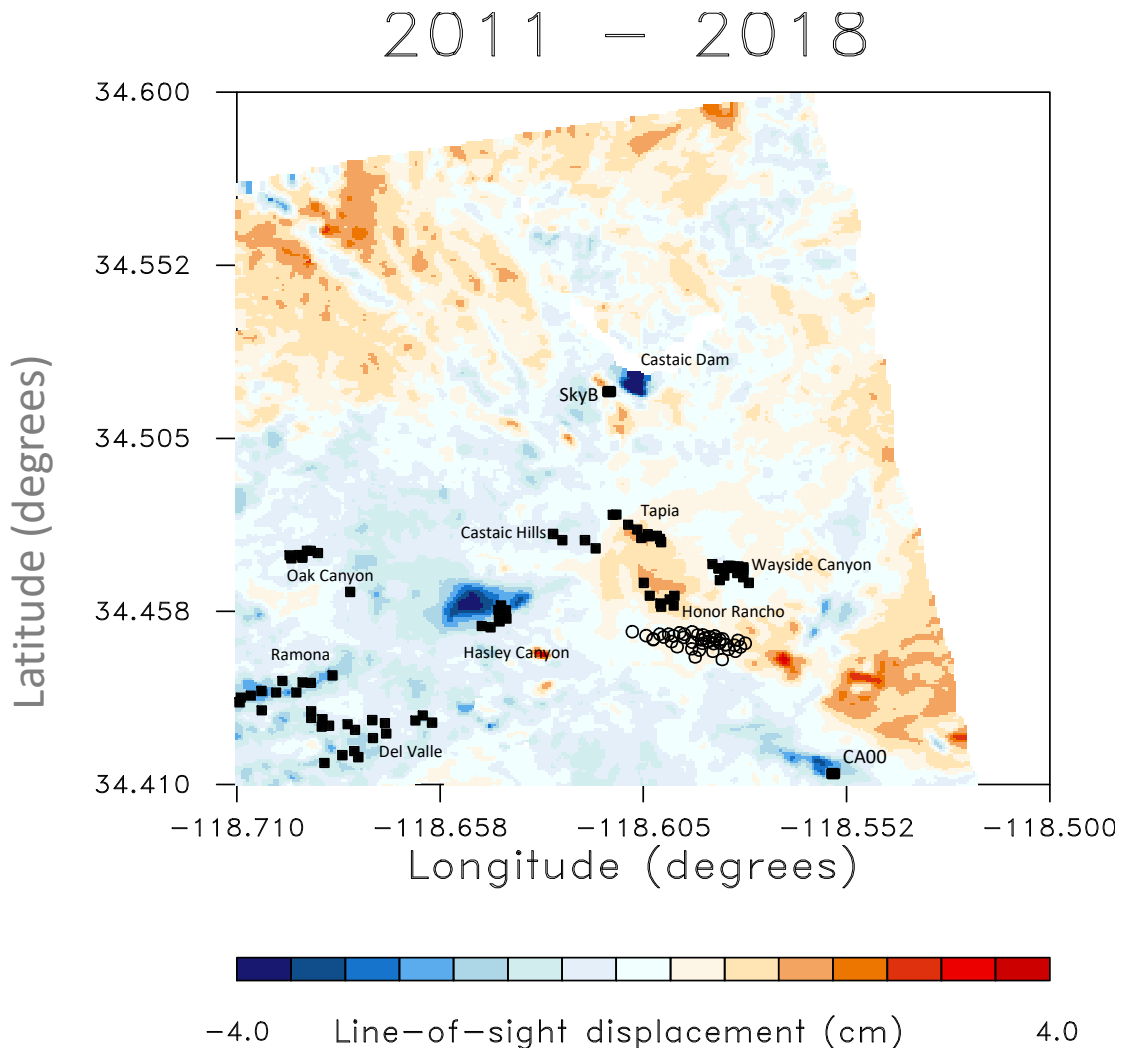 2011 – 2018
34.600
34.552
34.505
34.458
34.410
Latitude (degrees)
Castaic Dam
SkyB
Tapia
Castaic Hills
Wayside Canyon
Oak Canyon
Honor Rancho
Hasley Canyon
Ramona
Del Valle
CA00
−118.710 −118.658 −118.605 −118.552 −118.500
Longitude (degrees)
−4.0 Line−of−sight displacement (cm) 4.0